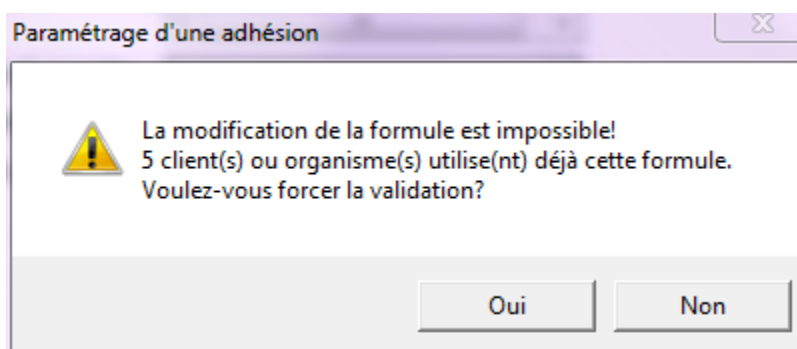 Paramétrage d'une adhésion
La modification de la formule est impossible!
5 client(s) ou organisme(s) utilise(nt) déjà cette formule.
Voulez-vous forcer la validation?
Oui
Non